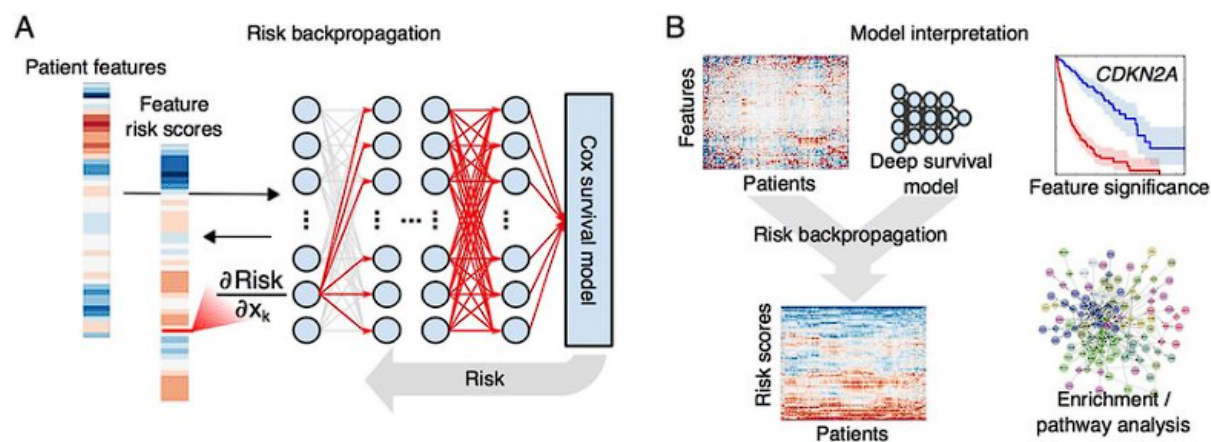 A
Risk backpropagation
Patient features
Feature
risk scores
∂Risk
∂xk
Cox survival model
Risk
B
Model interpretation
Features
Patients
Deep survival
model
CDKN2A
Feature significance
Risk backpropagation
Risk scores
Patients
Enrichment /
pathway analysis